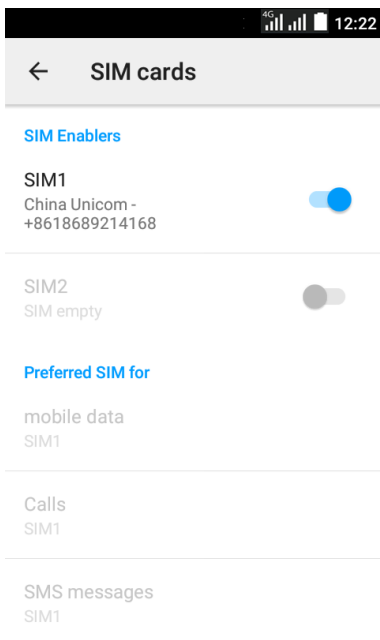 4G 12:22
SIM cards
SIM Enablers
SIM1
China Unicom -
+8618689214168
SIM2
SIM empty
Preferred SIM for
mobile data
SIM1
Calls
SIM1
SMS messages
SIM1